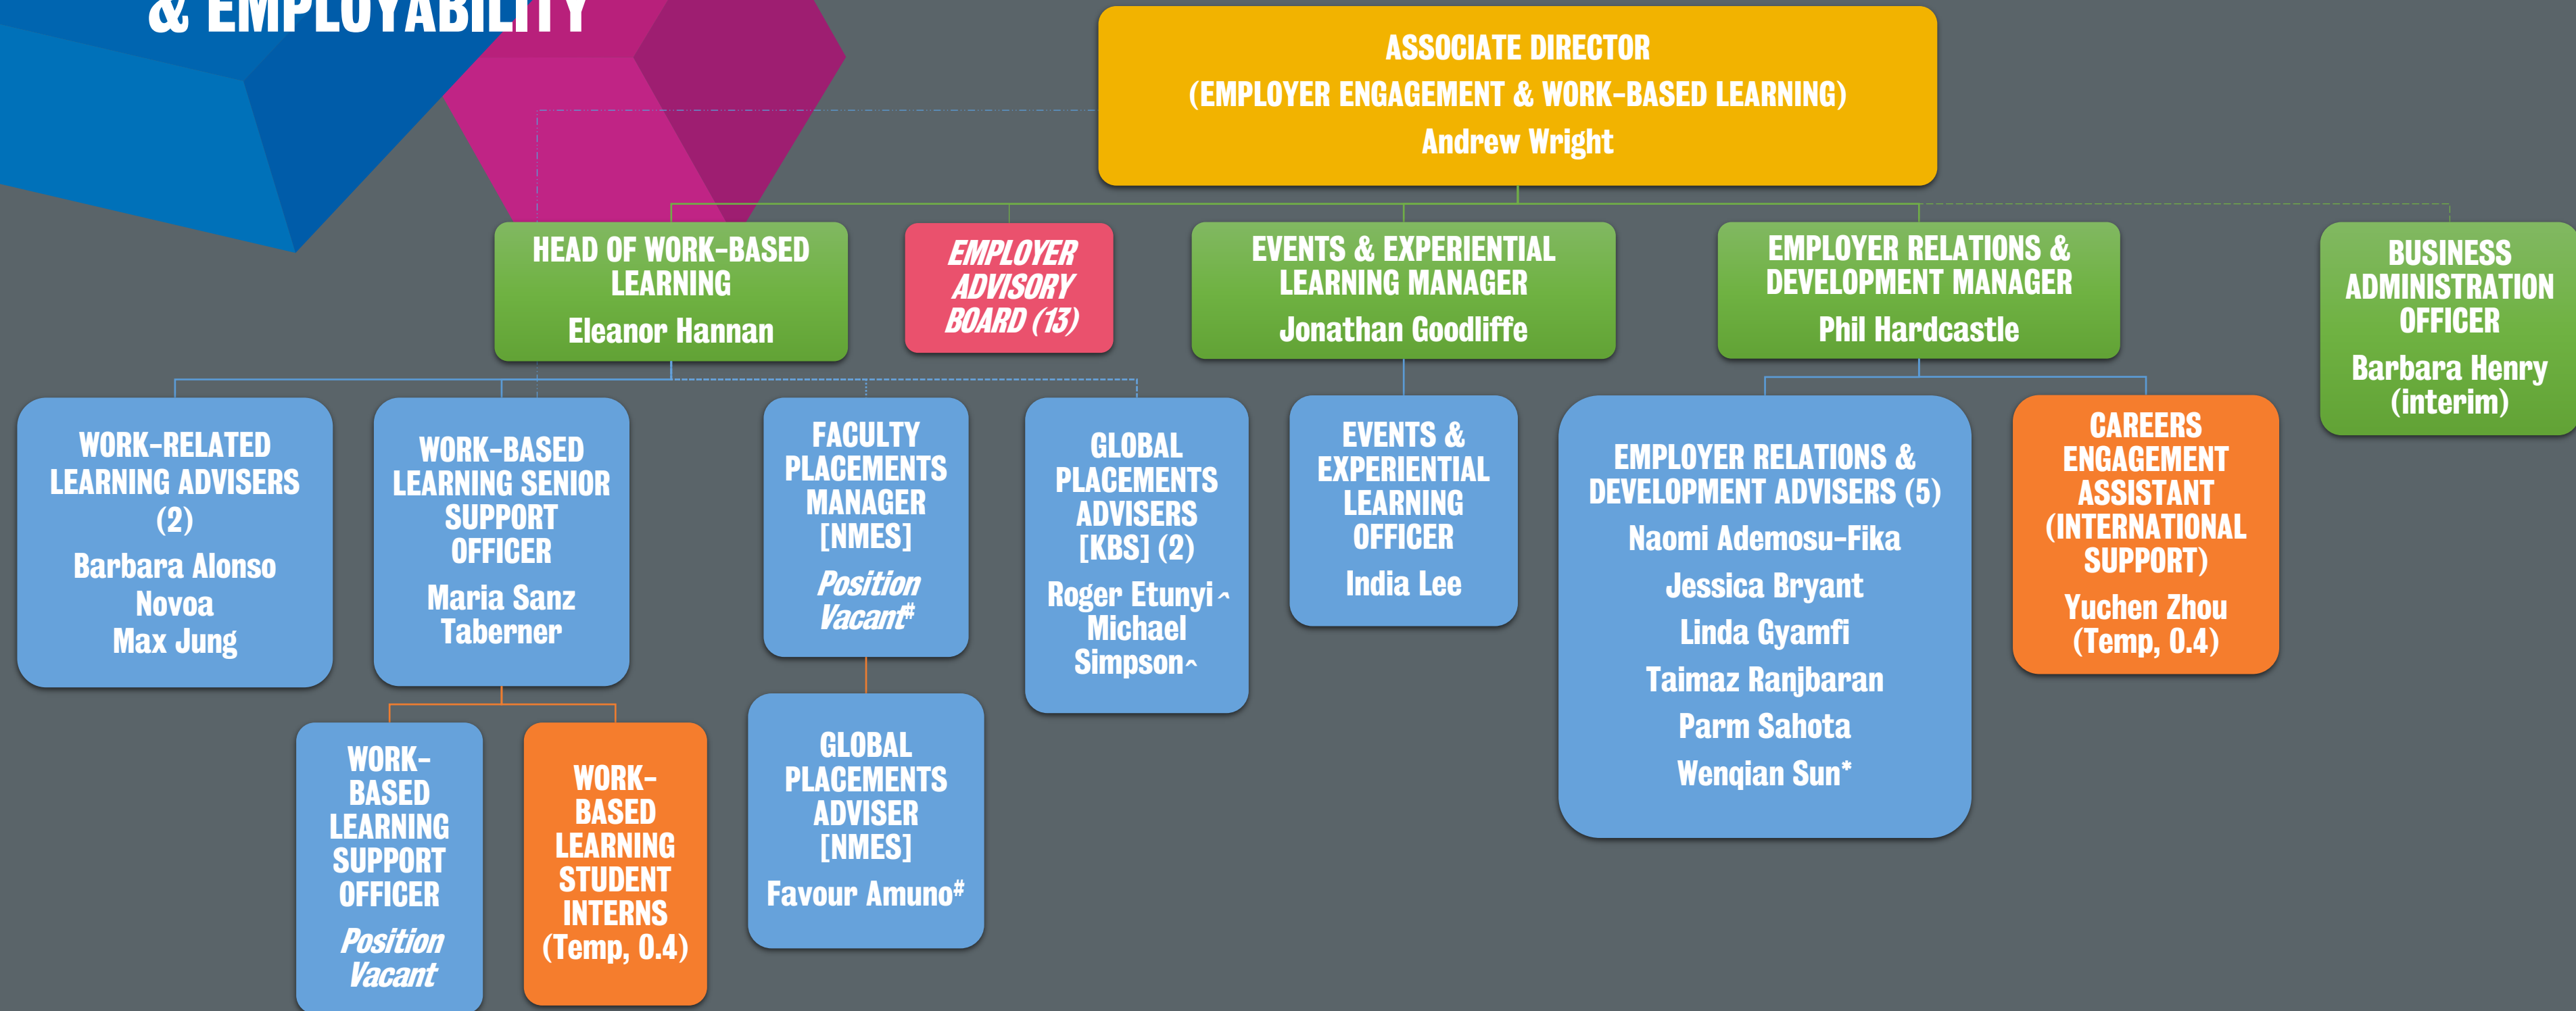 & EMPLOYABILITY
ASSOCIATE DIRECTOR
(EMPLOYER ENGAGEMENT & WORK-BASED LEARNING)
Andrew Wright
HEAD OF WORK-BASED
LEARNING
Eleanor Hannan
EMPLOYER
ADVISORY
BOARD (13)
EVENTS & EXPERIENTIAL
LEARNING MANAGER
Jonathan Goodliffe
EMPLOYER RELATIONS &
DEVELOPMENT MANAGER
Phil Hardcastle
BUSINESS
ADMINISTRATION
OFFICER
Barbara Henry
(interim)
WORK-RELATED
LEARNING ADVISERS
(2)
Barbara Alonso
Novoa
Max Jung
WORK-BASED
LEARNING SENIOR
SUPPORT
OFFICER
Maria Sanz
Taberner
FACULTY
PLACEMENTS
MANAGER
[NMES]
Position
Vacant#
GLOBAL
PLACEMENTS
ADVISERS
[KBS] (2)
Roger Etunyi^
Michael
Simpson^
EVENTS &
EXPERIENTIAL
LEARNING
OFFICER
India Lee
EMPLOYER RELATIONS &
DEVELOPMENT ADVISERS (5)
Naomi Ademosu-Fika
Jessica Bryant
Linda Gyamfi
Taimaz Ranjbaran
Parm Sahota
Wenqian Sun*
CAREERS
ENGAGEMENT
ASSISTANT
(INTERNATIONAL
SUPPORT)
Yuchen Zhou
(Temp, 0.4)
WORK-
BASED
LEARNING
SUPPORT
OFFICER
Position
Vacant
WORK-
BASED
LEARNING
STUDENT
INTERNS
(Temp, 0.4)
GLOBAL
PLACEMENTS
ADVISER
[NMES]
Favour Amuno#